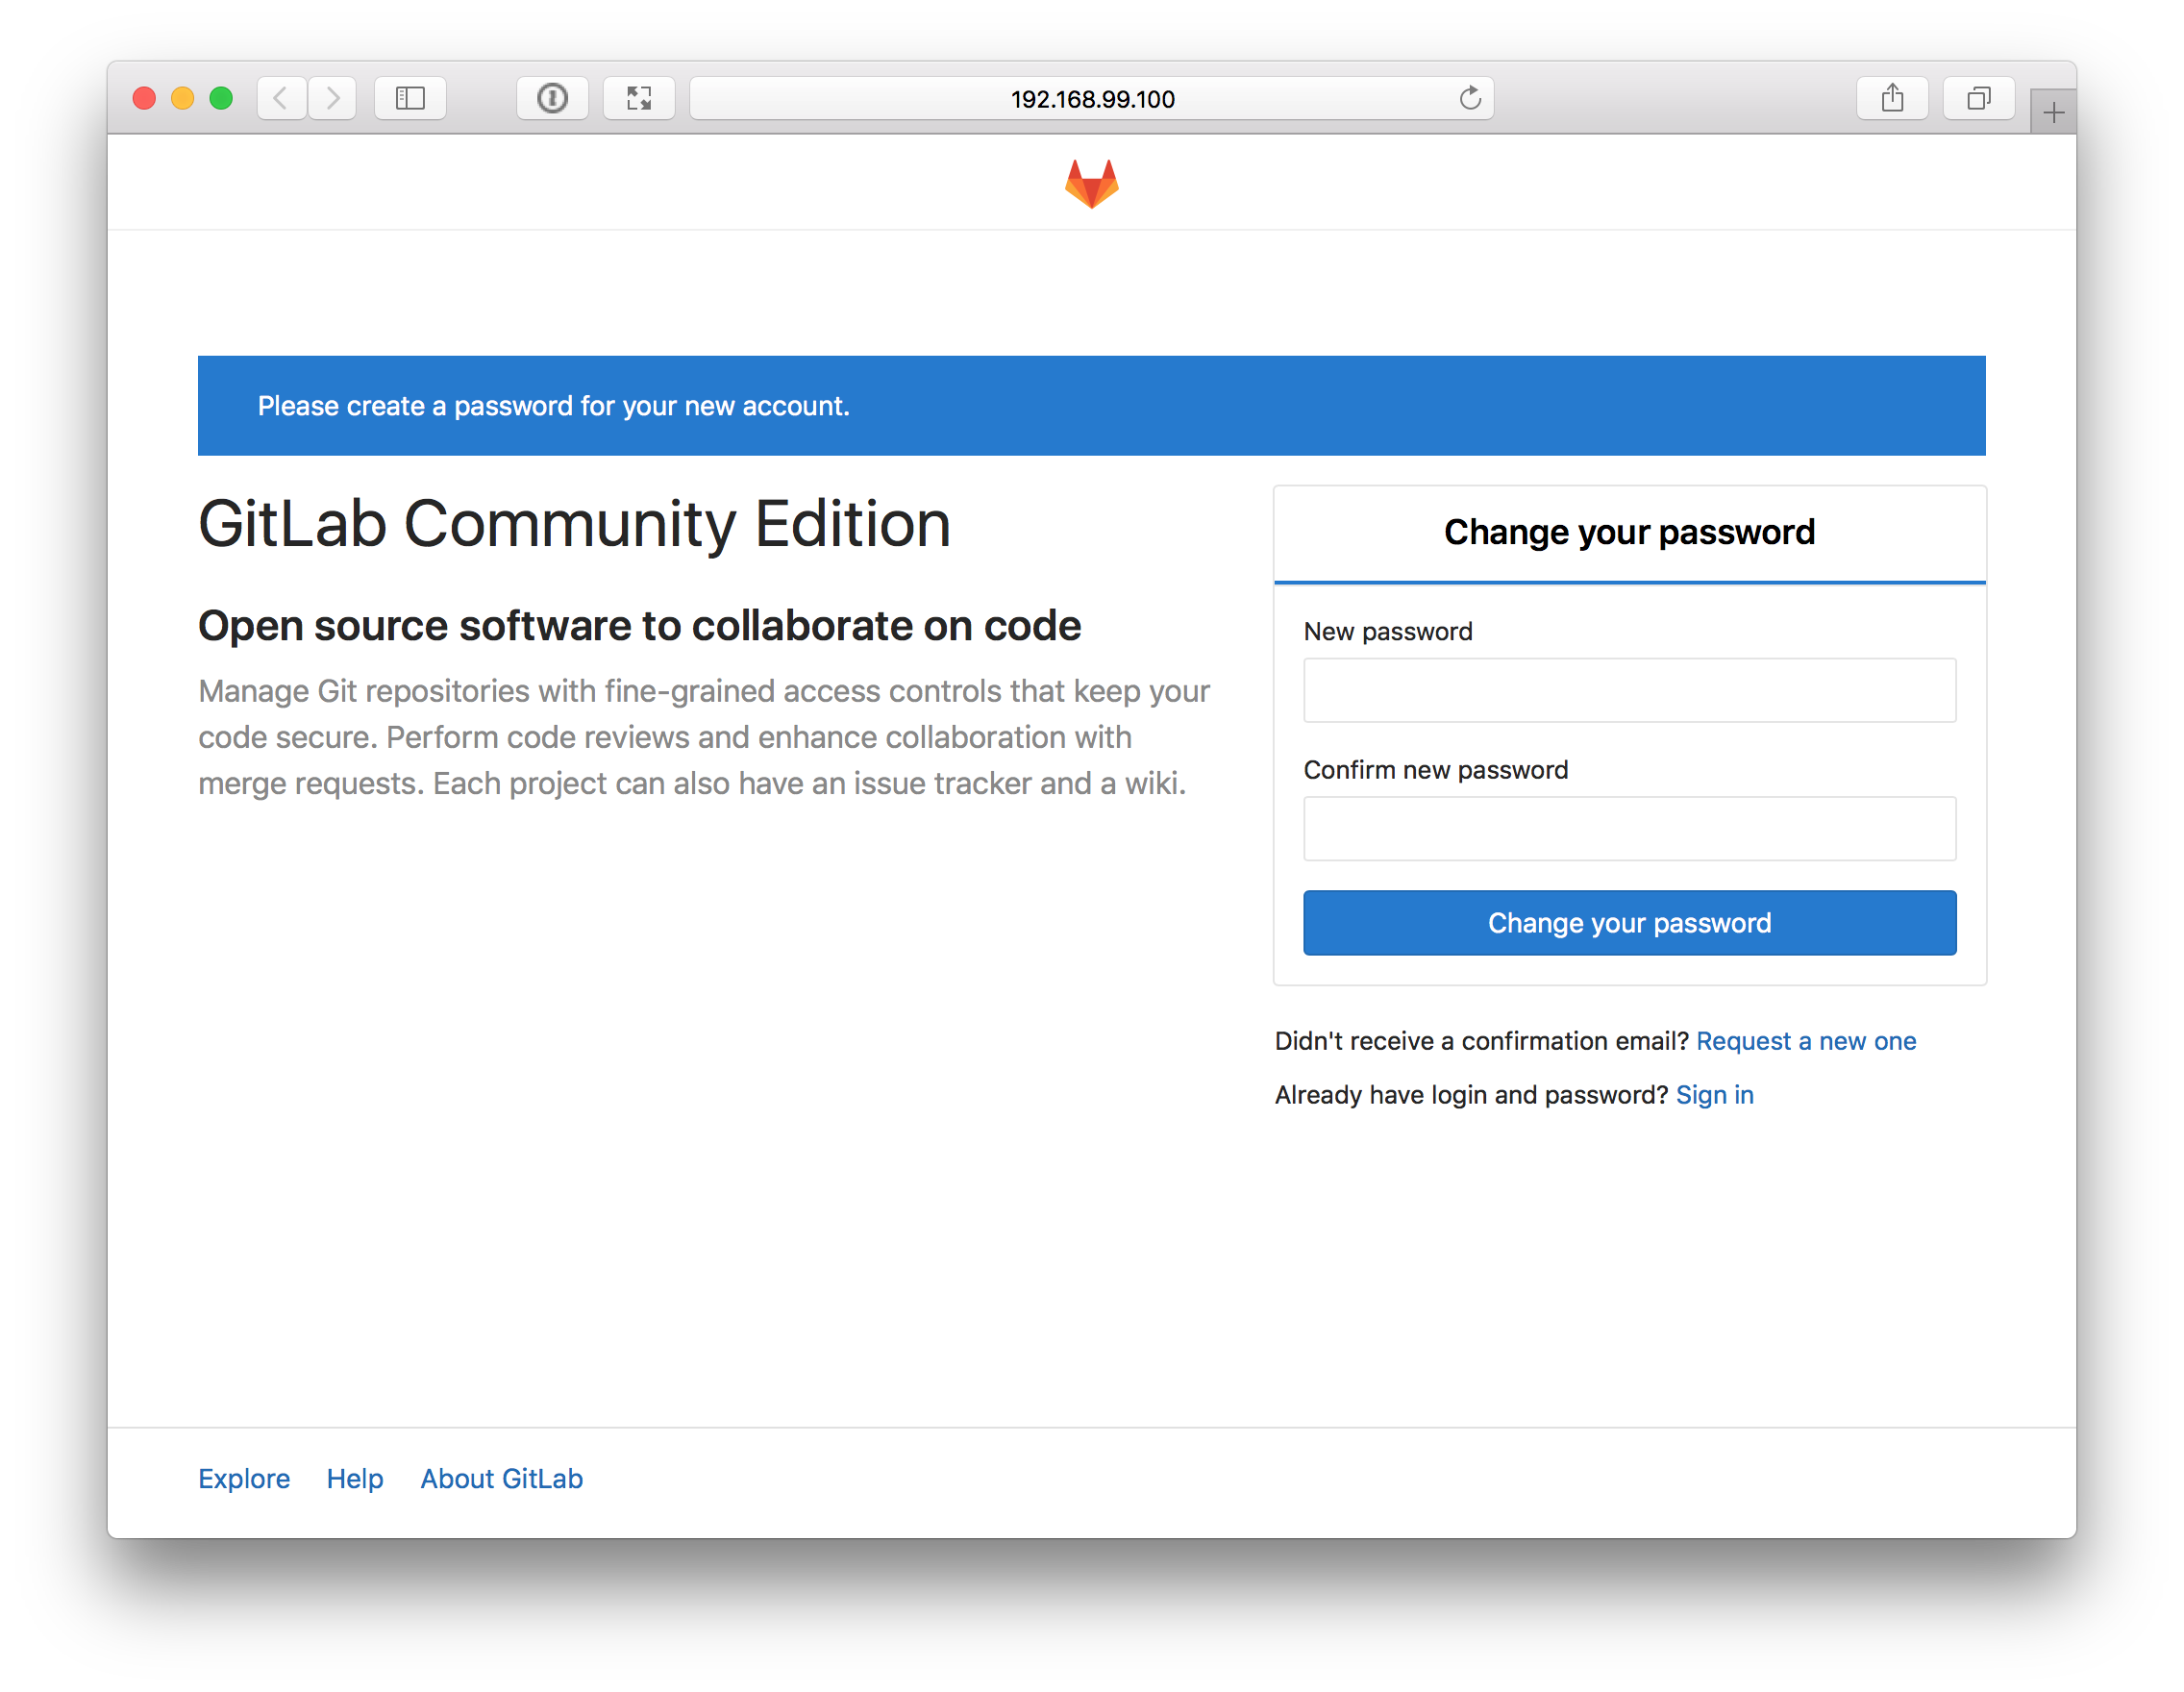 192.168.99.100
Please create a password for your new account.
GitLab Community Edition
Open source software to collaborate on code
Manage Git repositories with fine-grained access controls that keep your
code secure. Perform code reviews and enhance collaboration with
merge requests. Each project can also have an issue tracker and a wiki.
Change your password
New password
Confirm new password
Change your password
Didn't receive a confirmation email? Request a new one
Already have login and password? Sign in
Explore Help About GitLab